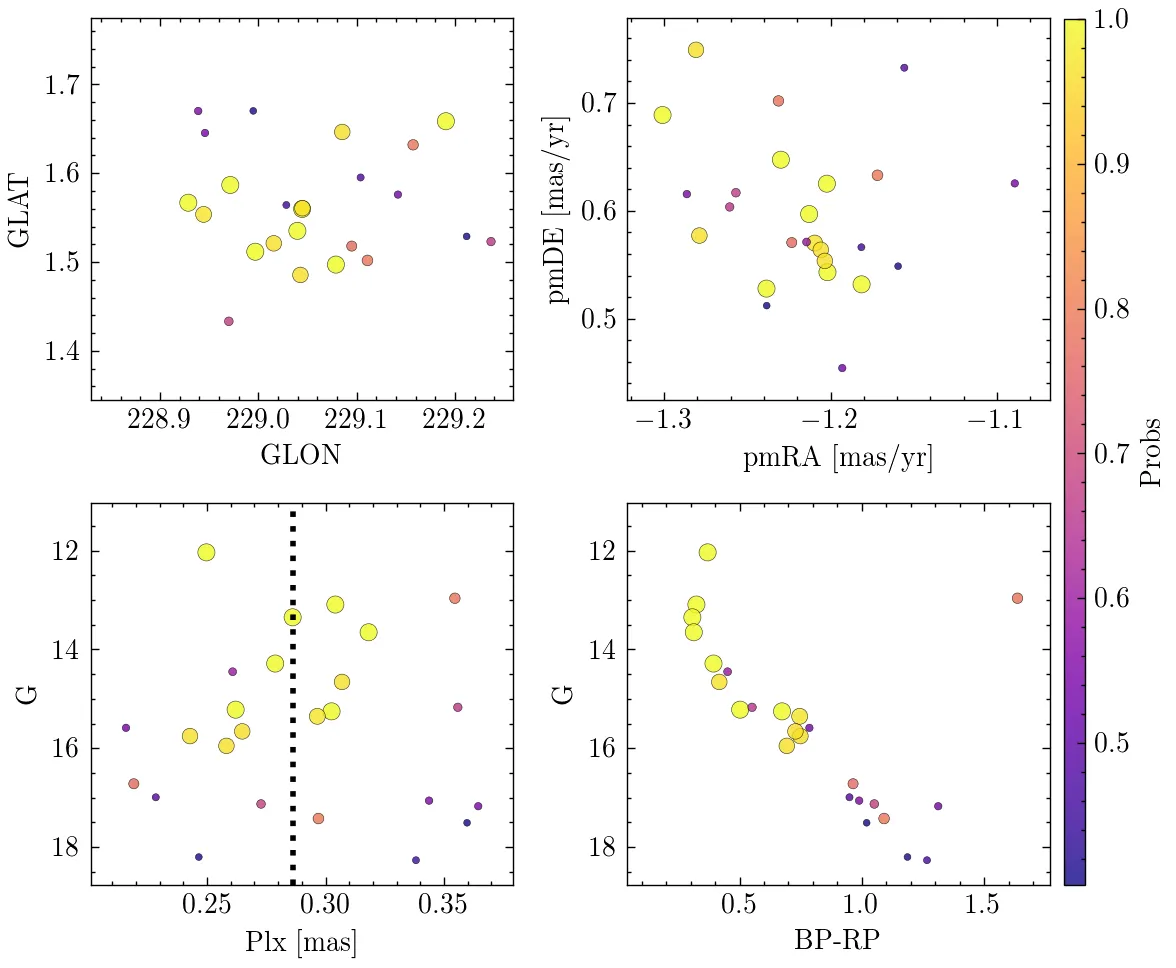 1.7
1.6
1.5
1.4
GLAT
228.9 229.0 229.1 229.2
GLON
0.7
0.6
0.5
pmDE [mas/yr]
−1.3 −1.2 −1.1
pmRA [mas/yr]
1.0
0.9
0.8
0.7
0.6
0.5
Probs
12
14
16
18
G
0.25 0.30 0.35
Plx [mas]
12
14
16
18
G
0.5 1.0 1.5
BP-RP